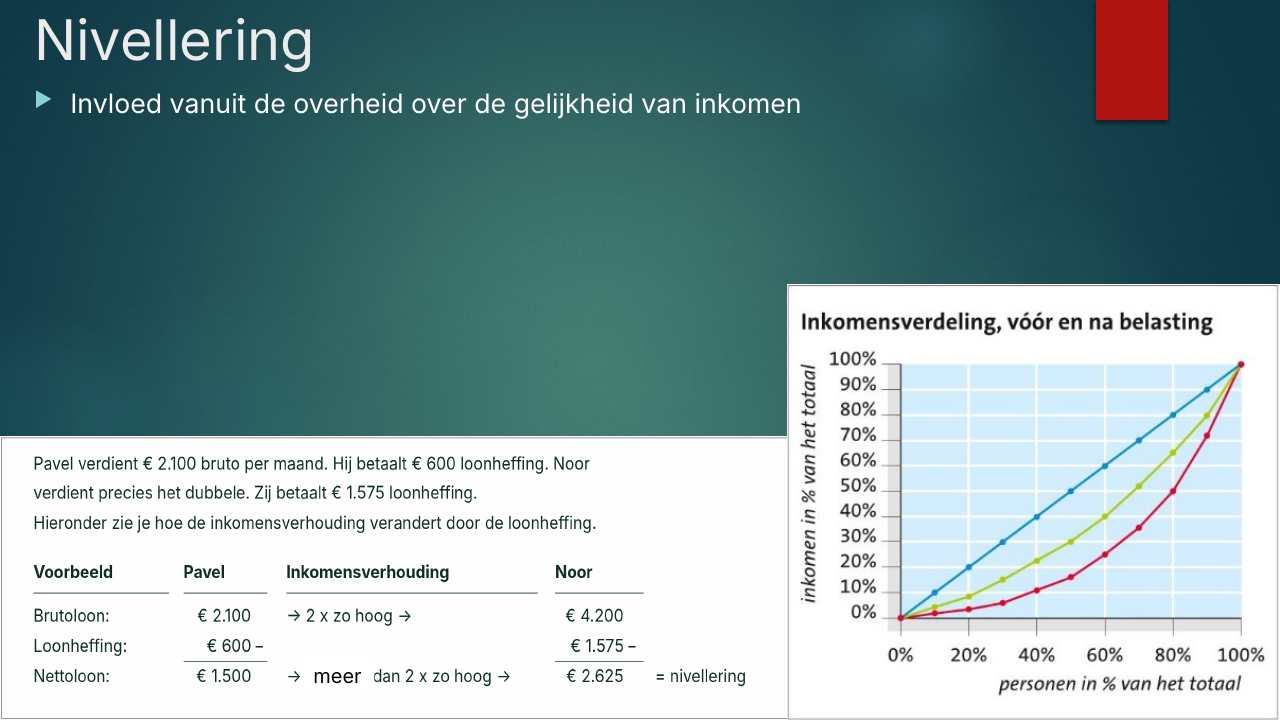 Nivellering
Invloed vanuit de overheid over de gelijkheid van inkomen
Pavel verdient € 2.100 bruto per maand. Hij betaalt € 600 loonheffing. Noor
verdient precies het dubbele. Zij betaalt € 1.575 loonheffing.
Hieronder zie je hoe de inkomensverhouding verandert door de loonheffing.
Voorbeeld Pavel Inkomensverhouding Noor
Brutoloon: € 2.100 → 2 x zo hoog → € 4.200
Loonheffing: € 600 – € 1.575 –
Nettoloon: € 1.500 → meer dan 2 x zo hoog → € 2.625 = nivellering
Inkomensverdeling, vóór en na belasting
inkomen in % van het totaal
100%
90%
80%
70%
60%
50%
40%
30%
20%
10%
0%
0% 20% 40% 60% 80% 100%
personen in % van het totaal